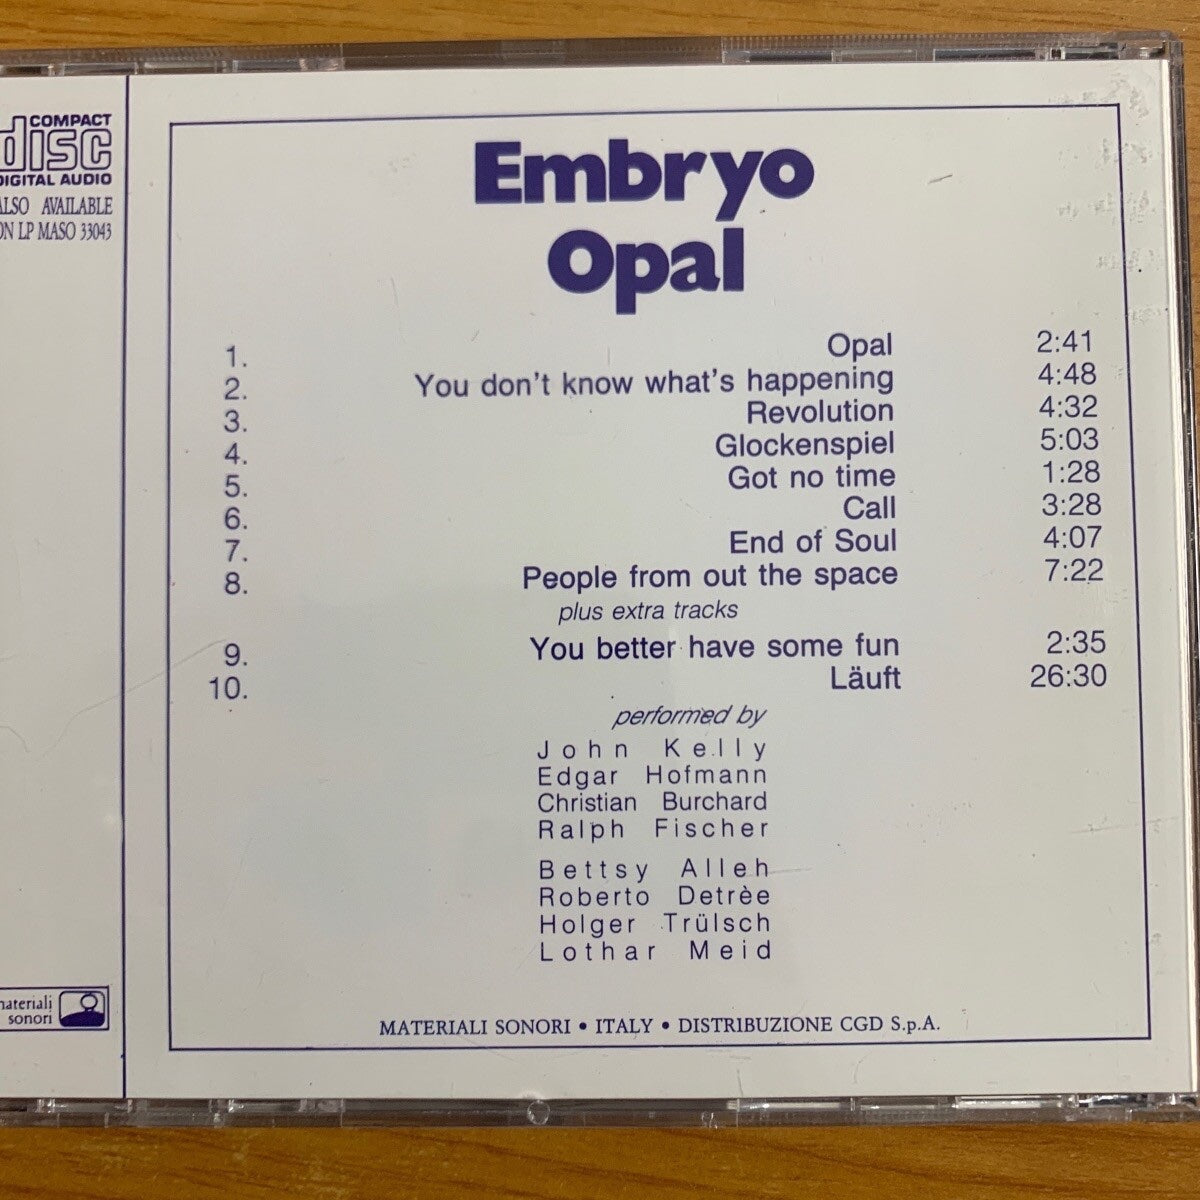 COMPACT
disc
DIGITAL AUDIO
ALSO AVAILABLE
ON LP MASO 33043
Embryo
Opal
1. Opal 2:41
2. You don't know what's happening 4:48
3. Revolution 4:32
4. Glockenspiel 5:03
5. Got no time 1:28
6. Call 3:28
7. End of Soul 4:07
8. People from out the space 7:22
plus extra tracks
9. You better have some fun 2:35
10. Läuft 26:30
performed by
John Kelly
Edgar Hofmann
Christian Burchard
Ralph Fischer
Bettsy Alleh
Roberto Detrèe
Holger Trülsch
Lothar Meid
materiali
sonori
MATERIALI SONORI • ITALY • DISTRIBUZIONE CGD S.p.A.